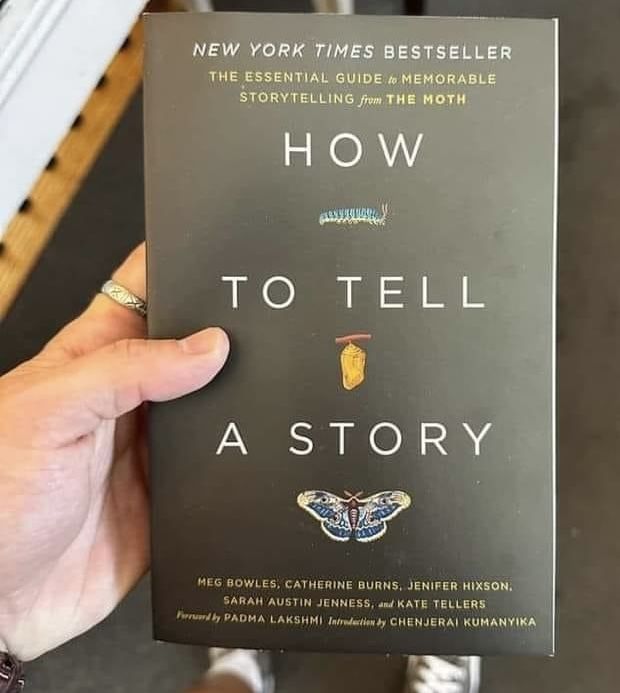 NEW YORK TIMES BESTSELLER
THE ESSENTIAL GUIDE to MEMORABLE
STORYTELLING from THE MOTH
HOW
TO TELL
A STORY
MEG BOWLES, CATHERINE BURNS, JENIFER HIXSON,
SARAH AUSTIN JENNESS, and KATE TELLERS
Foreword by PADMA LAKSHMI Introduction by CHENJERAI KUMANYIKA